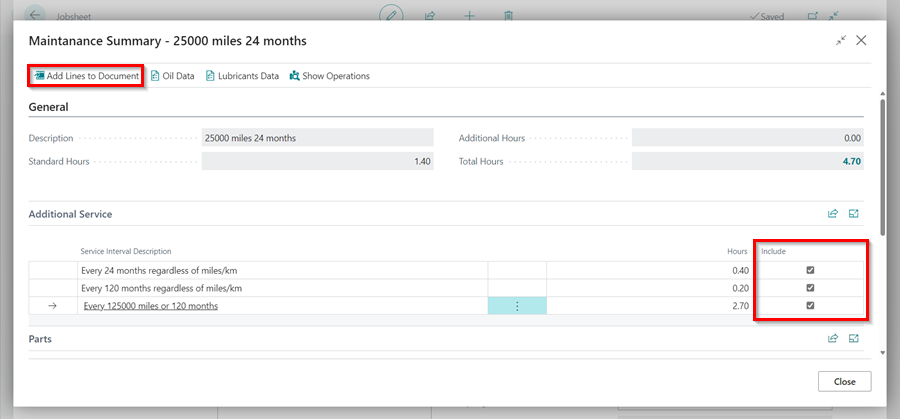 Jobsheet
Saved
Maintanance Summary - 25000 miles 24 months
Add Lines to Document
Oil Data
Lubricants Data
Show Operations
General
Description
25000 miles 24 months
Additional Hours
0.00
Standard Hours
1.40
Total Hours
4.70
Additional Service
Service Interval Description
Hours
Include
Every 24 months regardless of miles/km
0.40
Every 120 months regardless of miles/km
0.20
Every 125000 miles or 120 months
2.70
Parts
Close